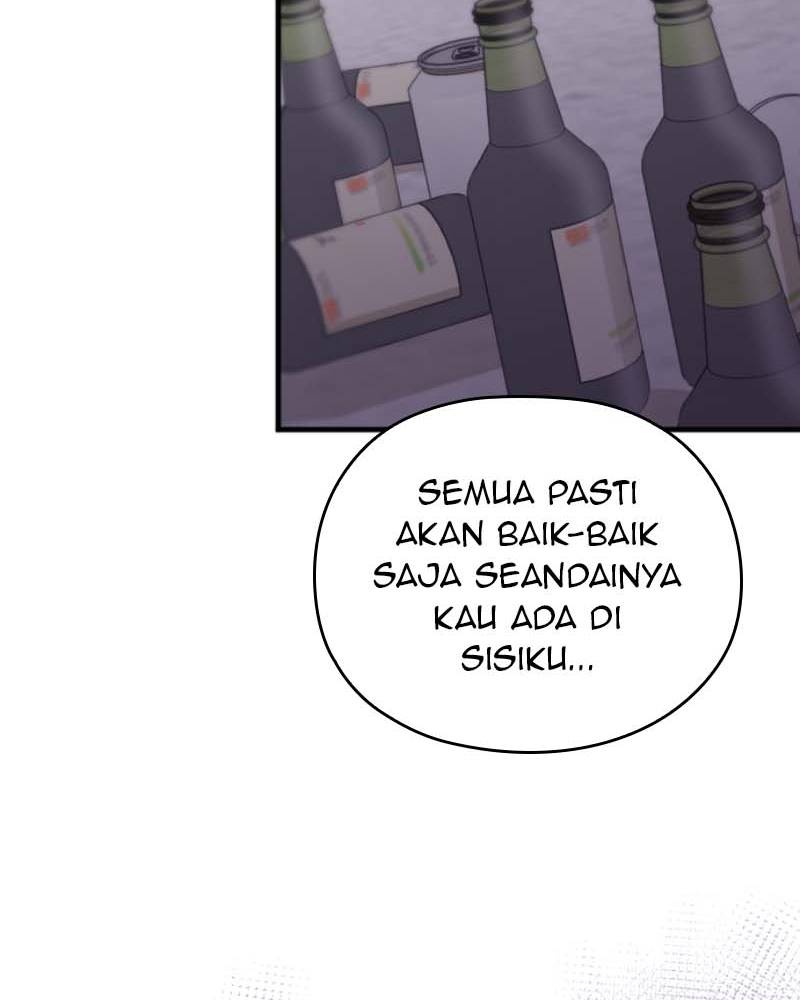 SEMUA PASTI
AKAN BAIK-BAIK
SAJA SEANDAINYA
KAU ADA DI
SISIKU...